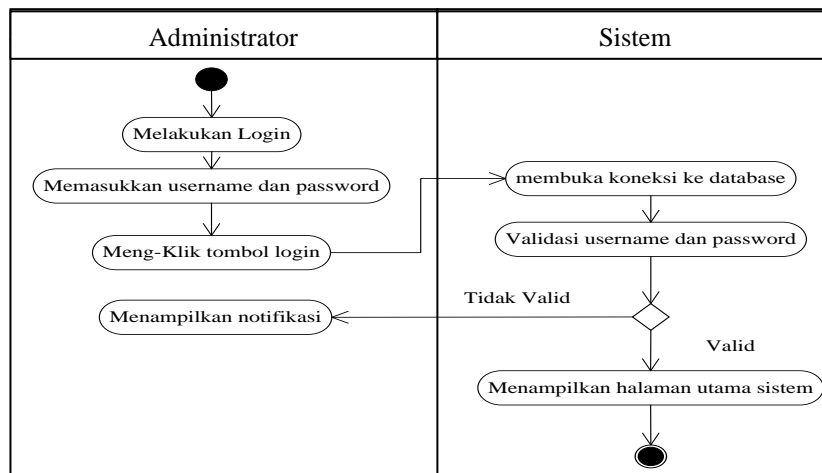 Administrator
Sistem
Melakukan Login
Memasukkan username dan password
Meng-Klik tombol login
membuka koneksi ke database
Validasi username dan password
Tidak Valid
Menampilkan notifikasi
Valid
Menampilkan halaman utama sistem